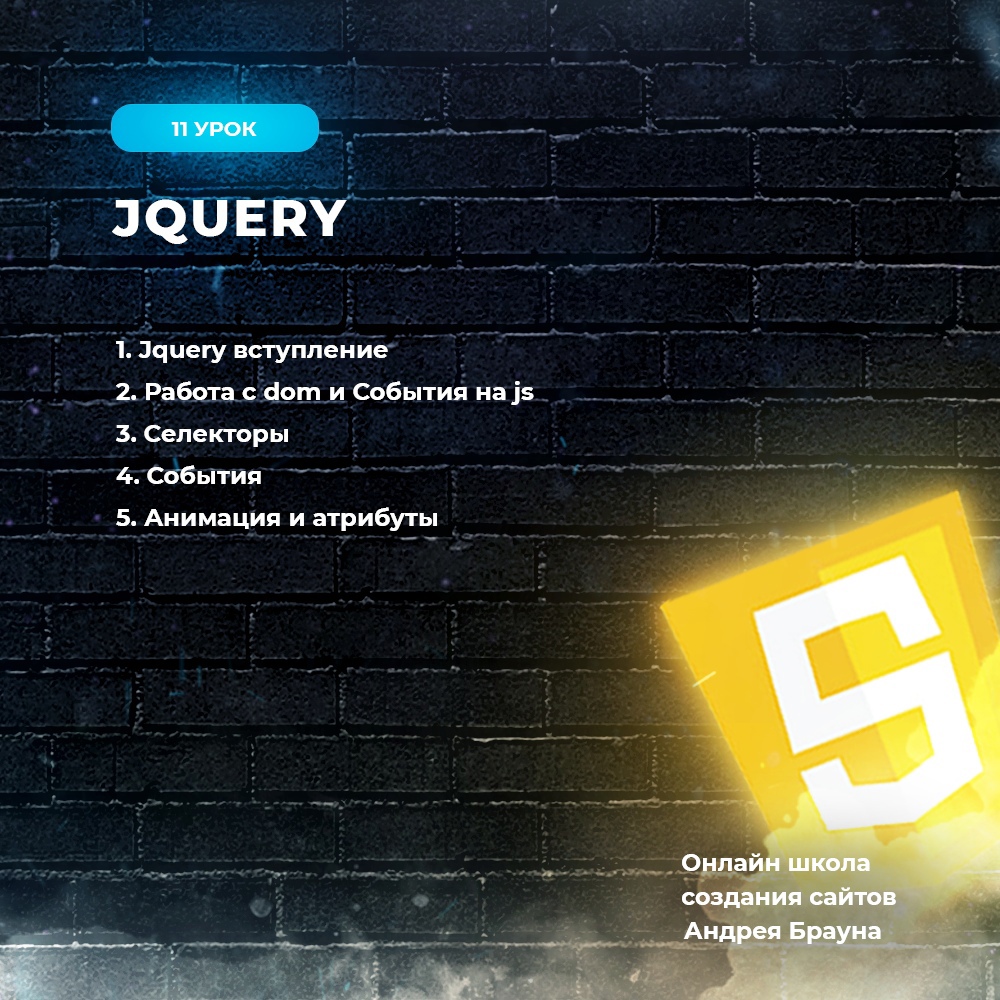 11 УРОК
JQUERY
1. Jquery вступление
2. Работа с dom и События на js
3. Селекторы
4. События
5. Анимация и атрибуты
Онлайн школа
создания сайтов
Андрея Брауна